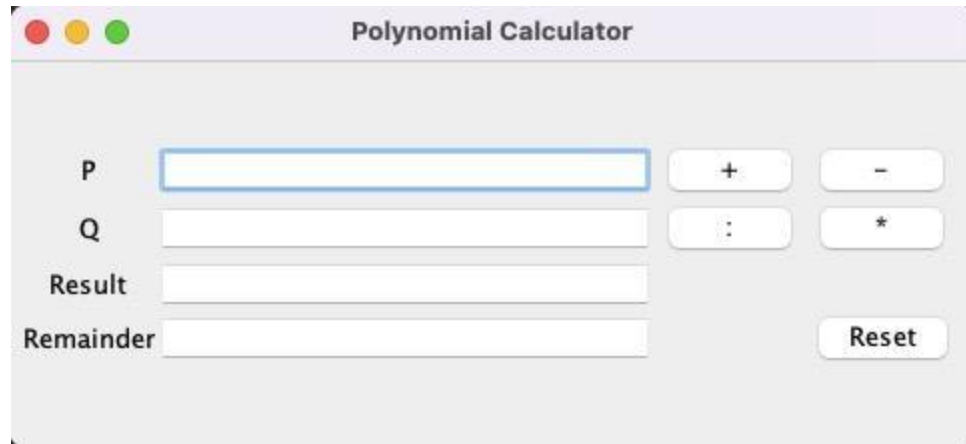 Polynomial Calculator
P + -
Q : *
Result
Remainder Reset